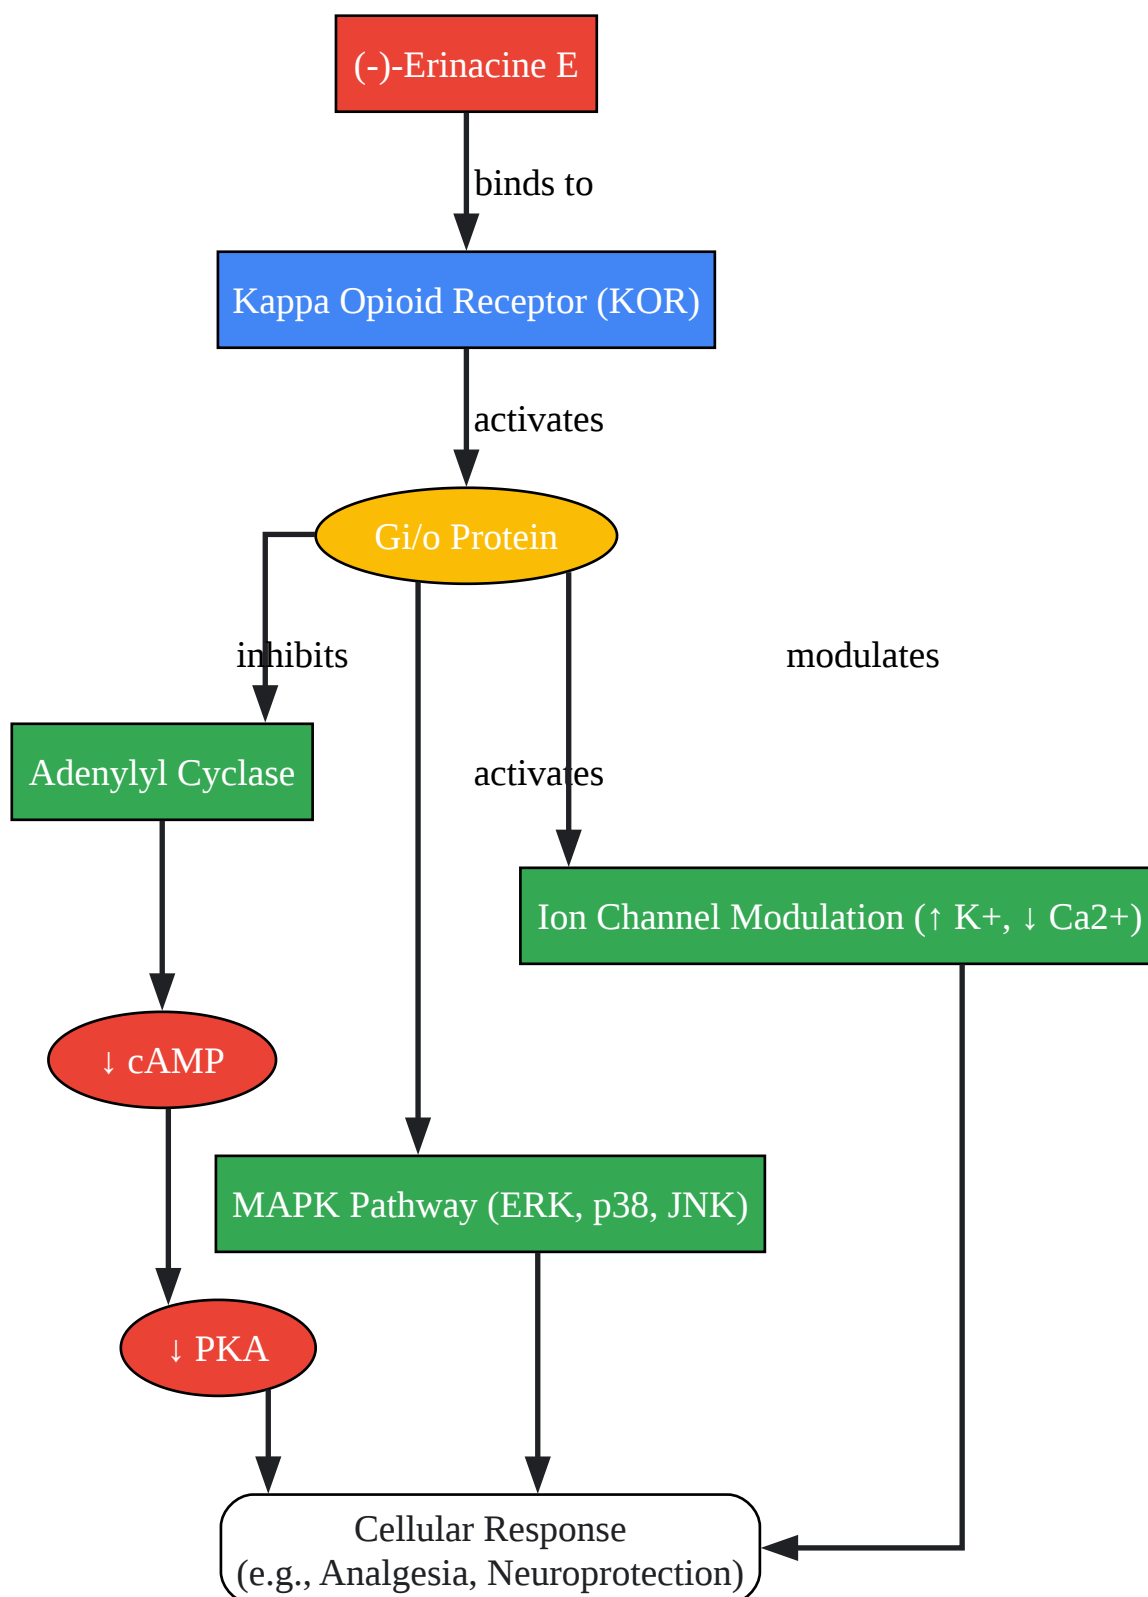 (-)-Erinacine E
binds to
Kappa Opioid Receptor (KOR)
activates
Gi/o Protein
inhibits
modulates
Adenylyl Cyclase
activates
Ion Channel Modulation (↑ K+, ↓ Ca2+)
↓ cAMP
MAPK Pathway (ERK, p38, JNK)
↓ PKA
Cellular Response
(e.g., Analgesia, Neuroprotection)